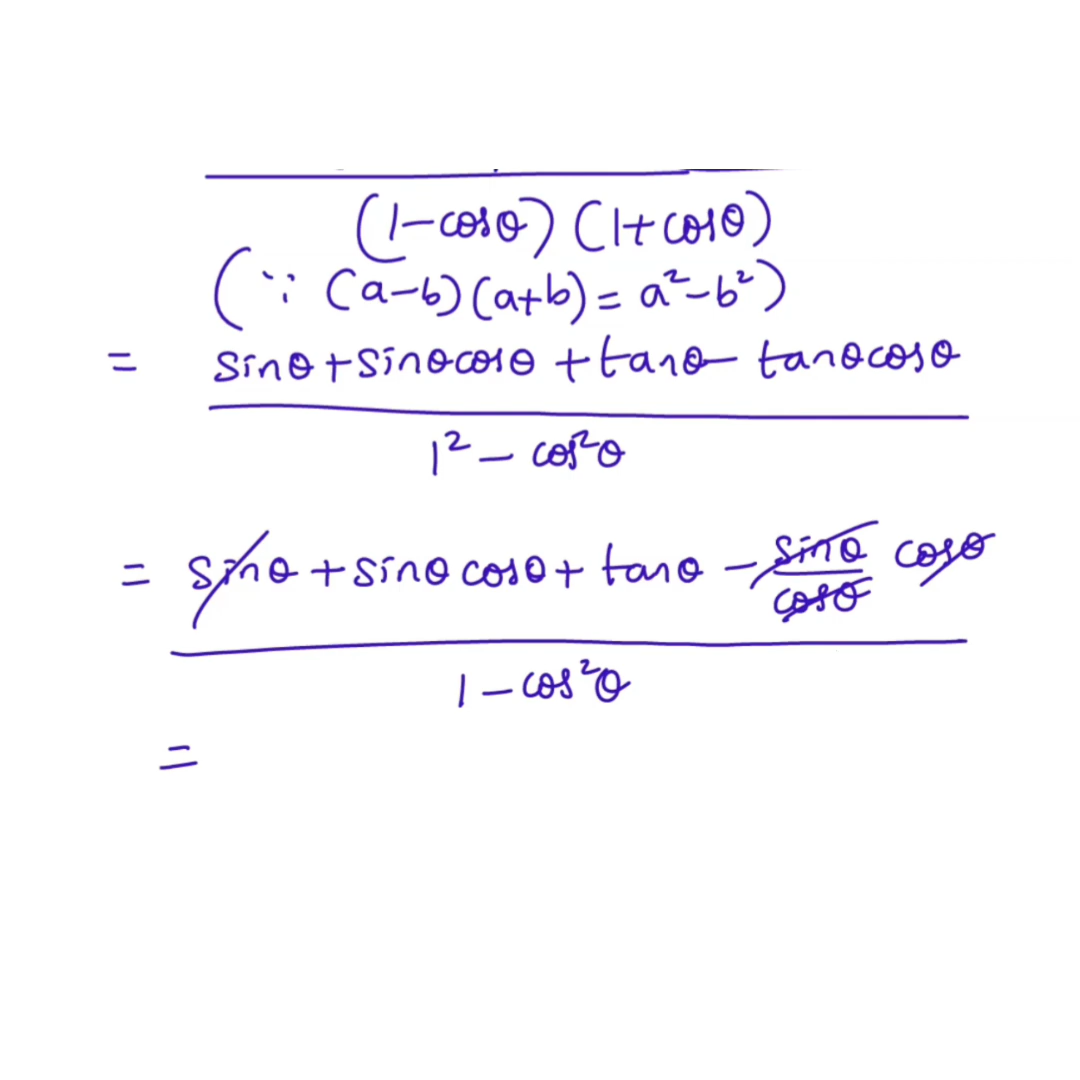 (1-cosθ) (1+cosθ)
(∵ (a-b)(a+b) = a²-b²)
= sinθ+sinθcosθ +tanθ- tanθcosθ
1² - cos²θ
= sinθ +sinθ cosθ+ tanθ - sinθ/cosθ cosθ
1 - cos²θ
=